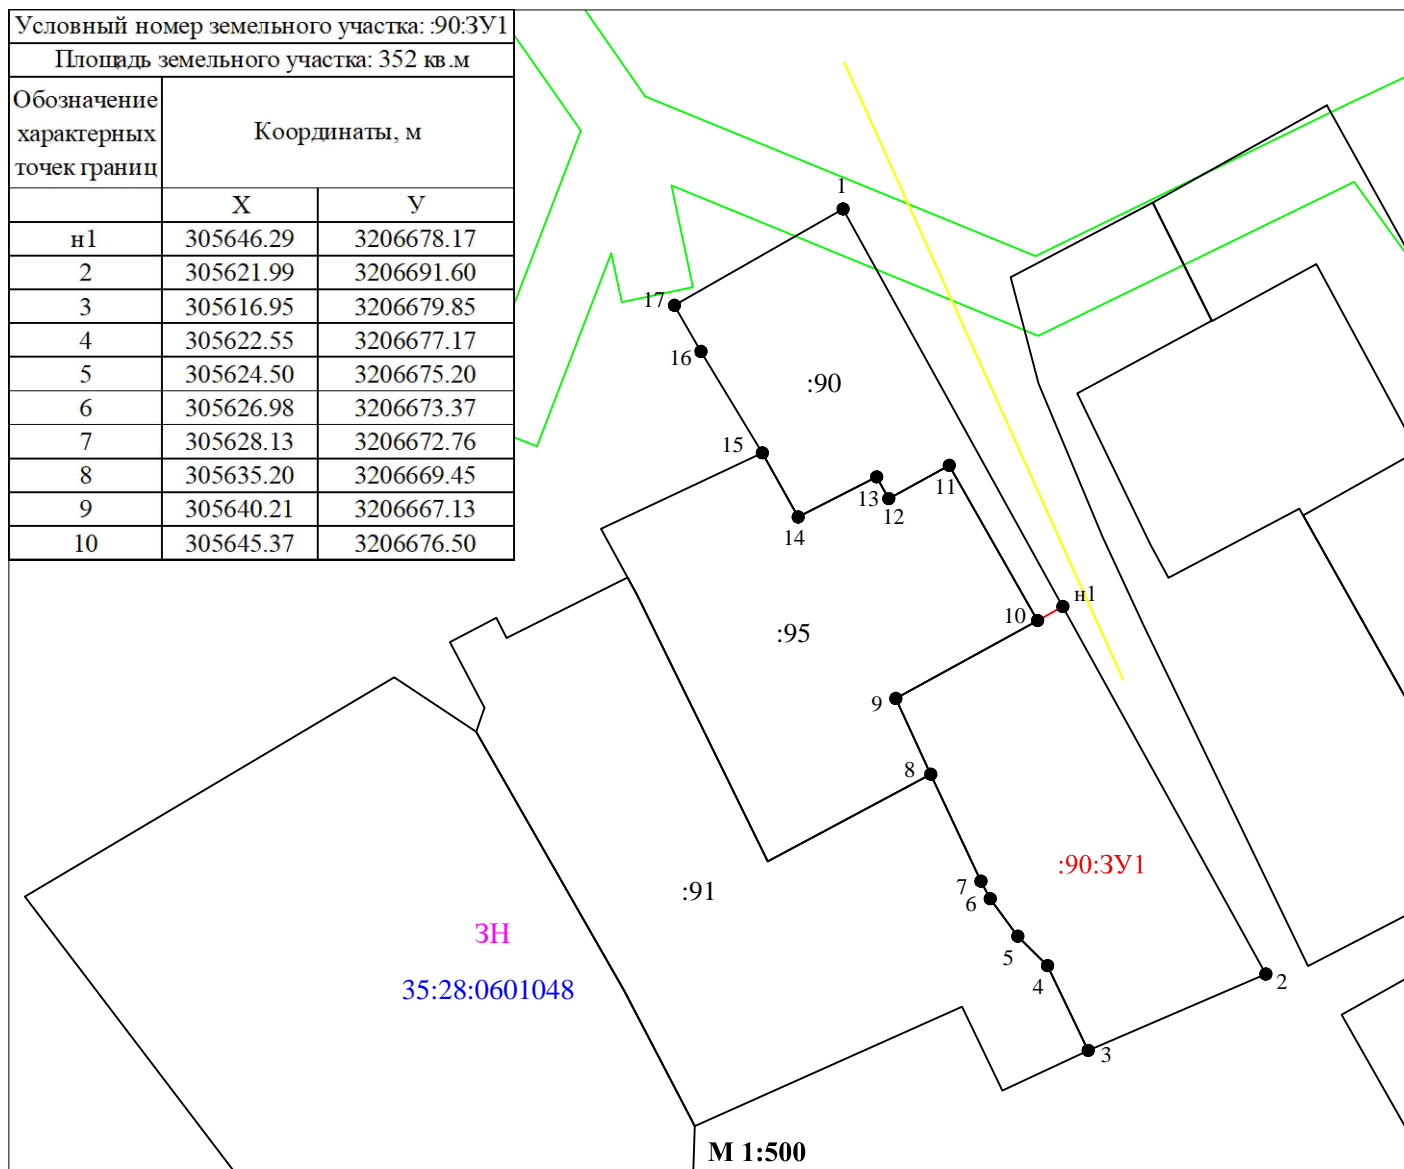 Условный номер земельного участка: :90:ЗУ1
Площадь земельного участка: 352 кв.м
Обозначение
характерных
точек границ
Координаты, м
Х У
н1 305646.29 3206678.17
2 305621.99 3206691.60
3 305616.95 3206679.85
4 305622.55 3206677.17
5 305624.50 3206675.20
6 305626.98 3206673.37
7 305628.13 3206672.76
8 305635.20 3206669.45
9 305640.21 3206667.13
10 305645.37 3206676.50
1
17
16
:90
15
13
11
12
14
н1
10
:95
9
8
:90:ЗУ1
7
:91
6
ЗН
5
4
2
35:28:0601048
3
М 1:500